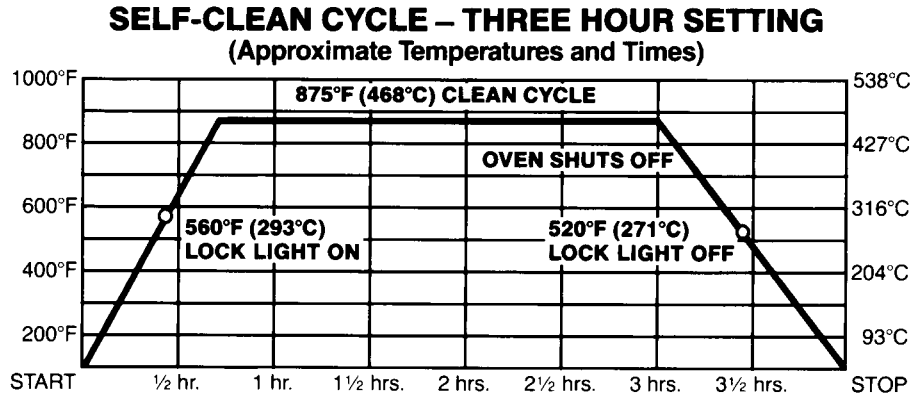 SELF-CLEAN CYCLE – THREE HOUR SETTING
(Approximate Temperatures and Times)
1000°F
538°C
875°F (468°C) CLEAN CYCLE
800°F
427°C
OVEN SHUTS OFF
600°F
316°C
560°F (293°C)
LOCK LIGHT ON
520°F (271°C)
LOCK LIGHT OFF
400°F
204°C
200°F
93°C
START ½ hr. 1 hr. 1½ hrs. 2 hrs. 2½ hrs. 3 hrs. 3½ hrs. STOP